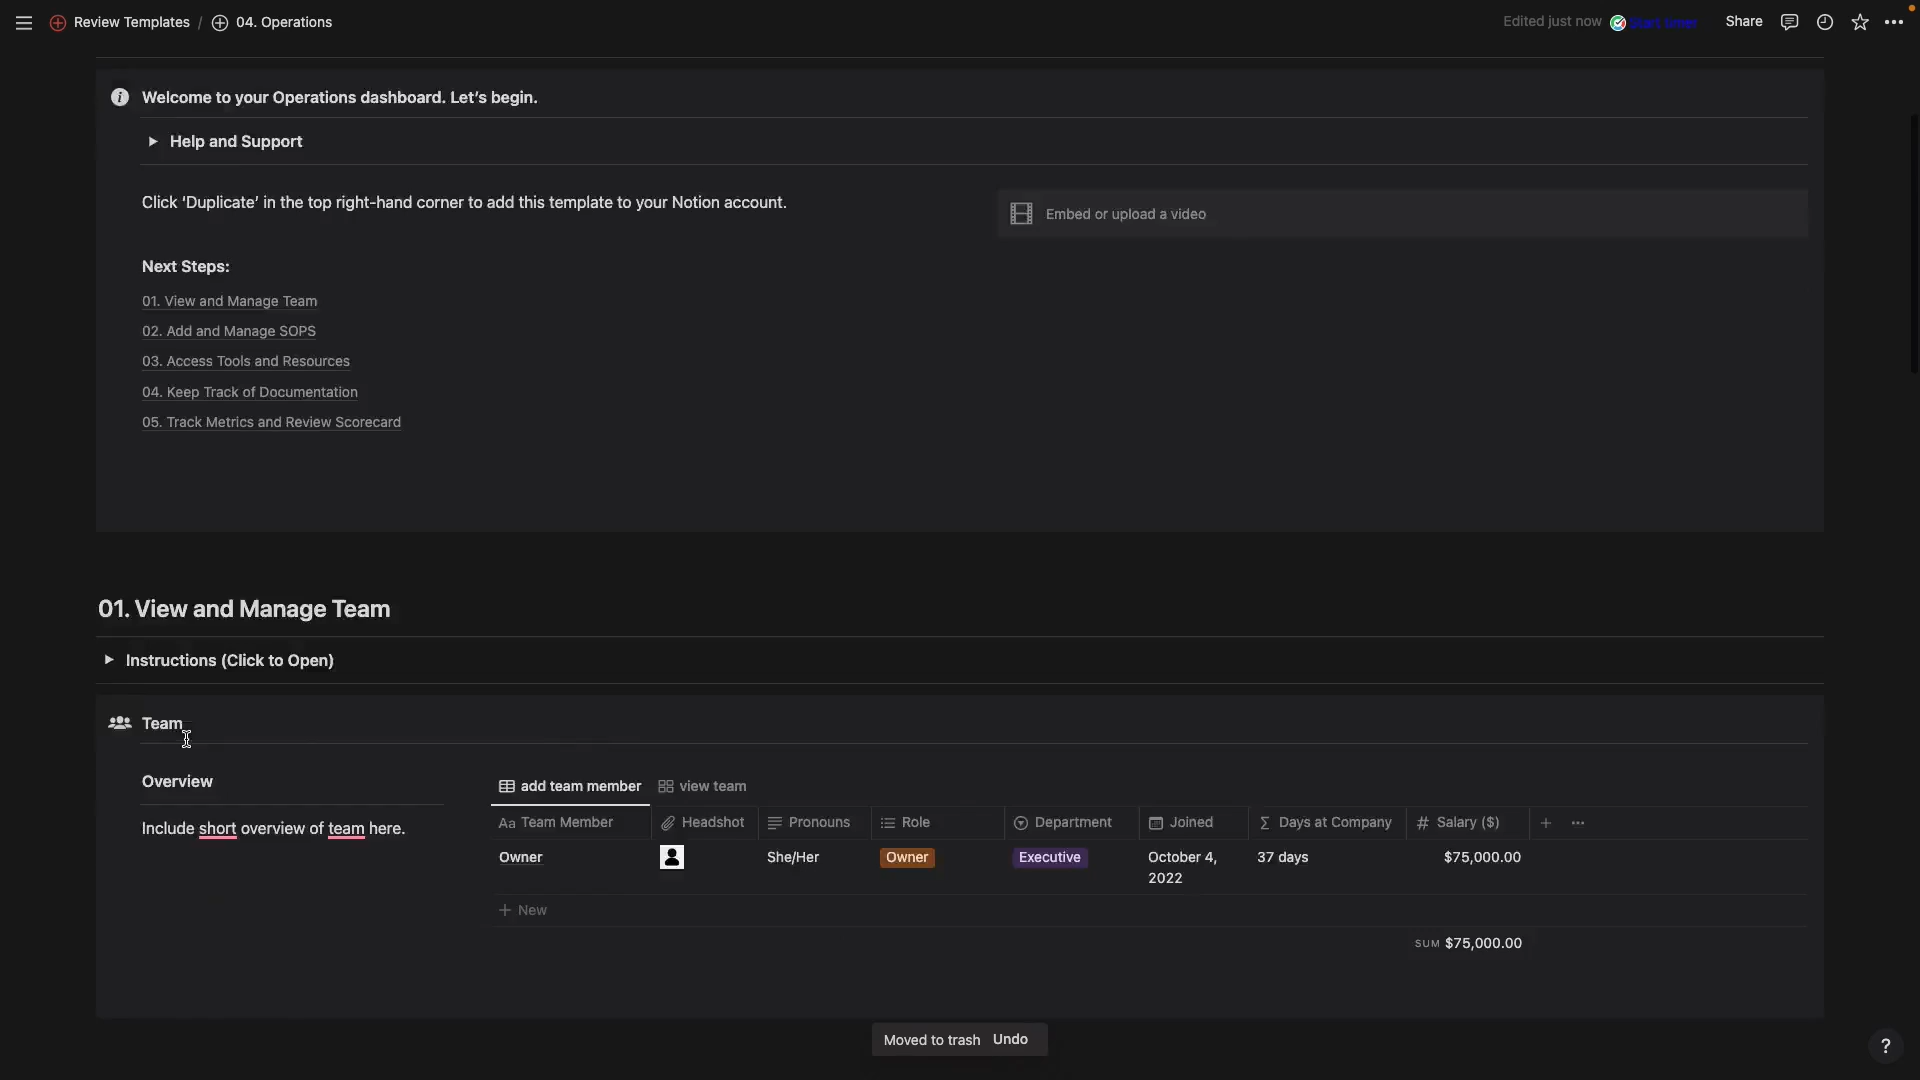 Review Templates / 04. Operations
Edited just now Start timer Share
Welcome to your Operations dashboard. Let's begin.
Help and Support
Click ‘Duplicate’ in the top right-hand corner to add this template to your Notion account.
Embed or upload a video
Next Steps:
01. View and Manage Team
02. Add and Manage SOPS
03. Access Tools and Resources
04. Keep Track of Documentation
05. Track Metrics and Review Scorecard
01. View and Manage Team
Instructions (Click to Open)
Team
Overview
Include short overview of team here.
add team member view team
Aa Team Member Headshot Pronouns Role Department Joined Σ Days at Company # Salary ($) + ...
Owner She/Her Owner Executive October 4, 37 days $75,000.00
2022
+ New
SUM $75,000.00
Moved to trash Undo
?